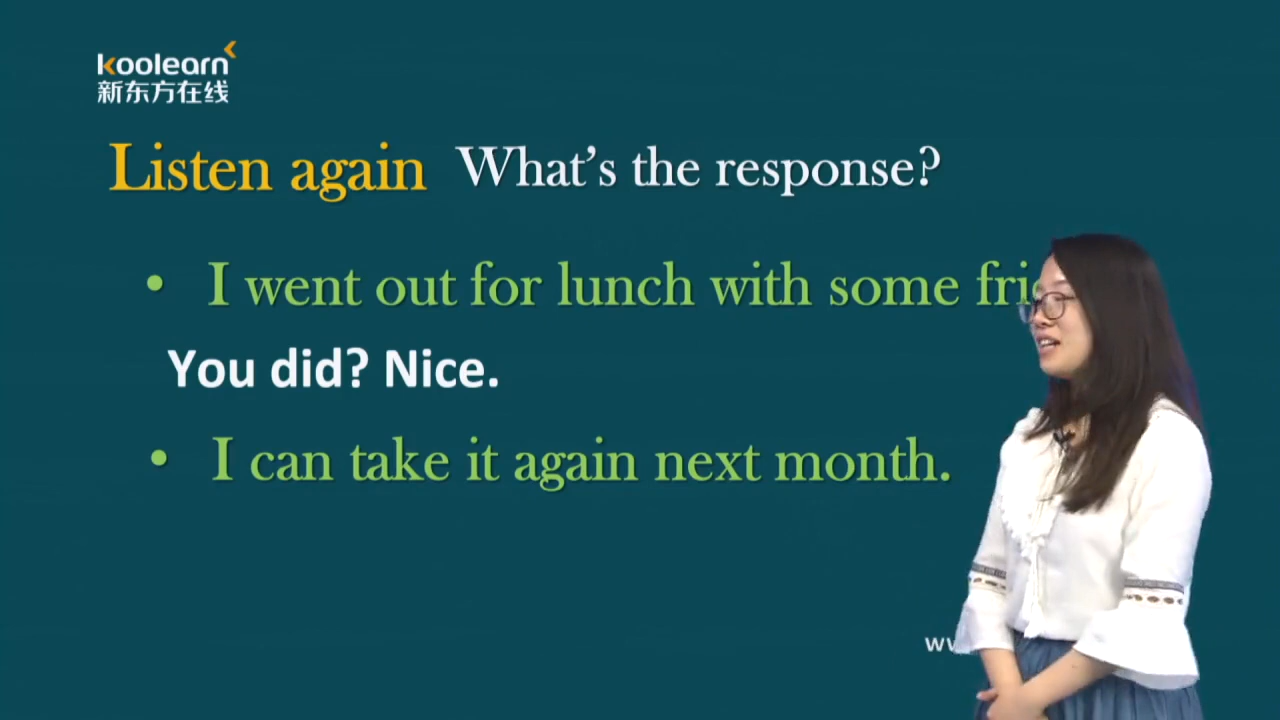 koolearn
新东方在线
Listen again What's the response?
• I went out for lunch with some
You did? Nice.
• I can take it again next month.